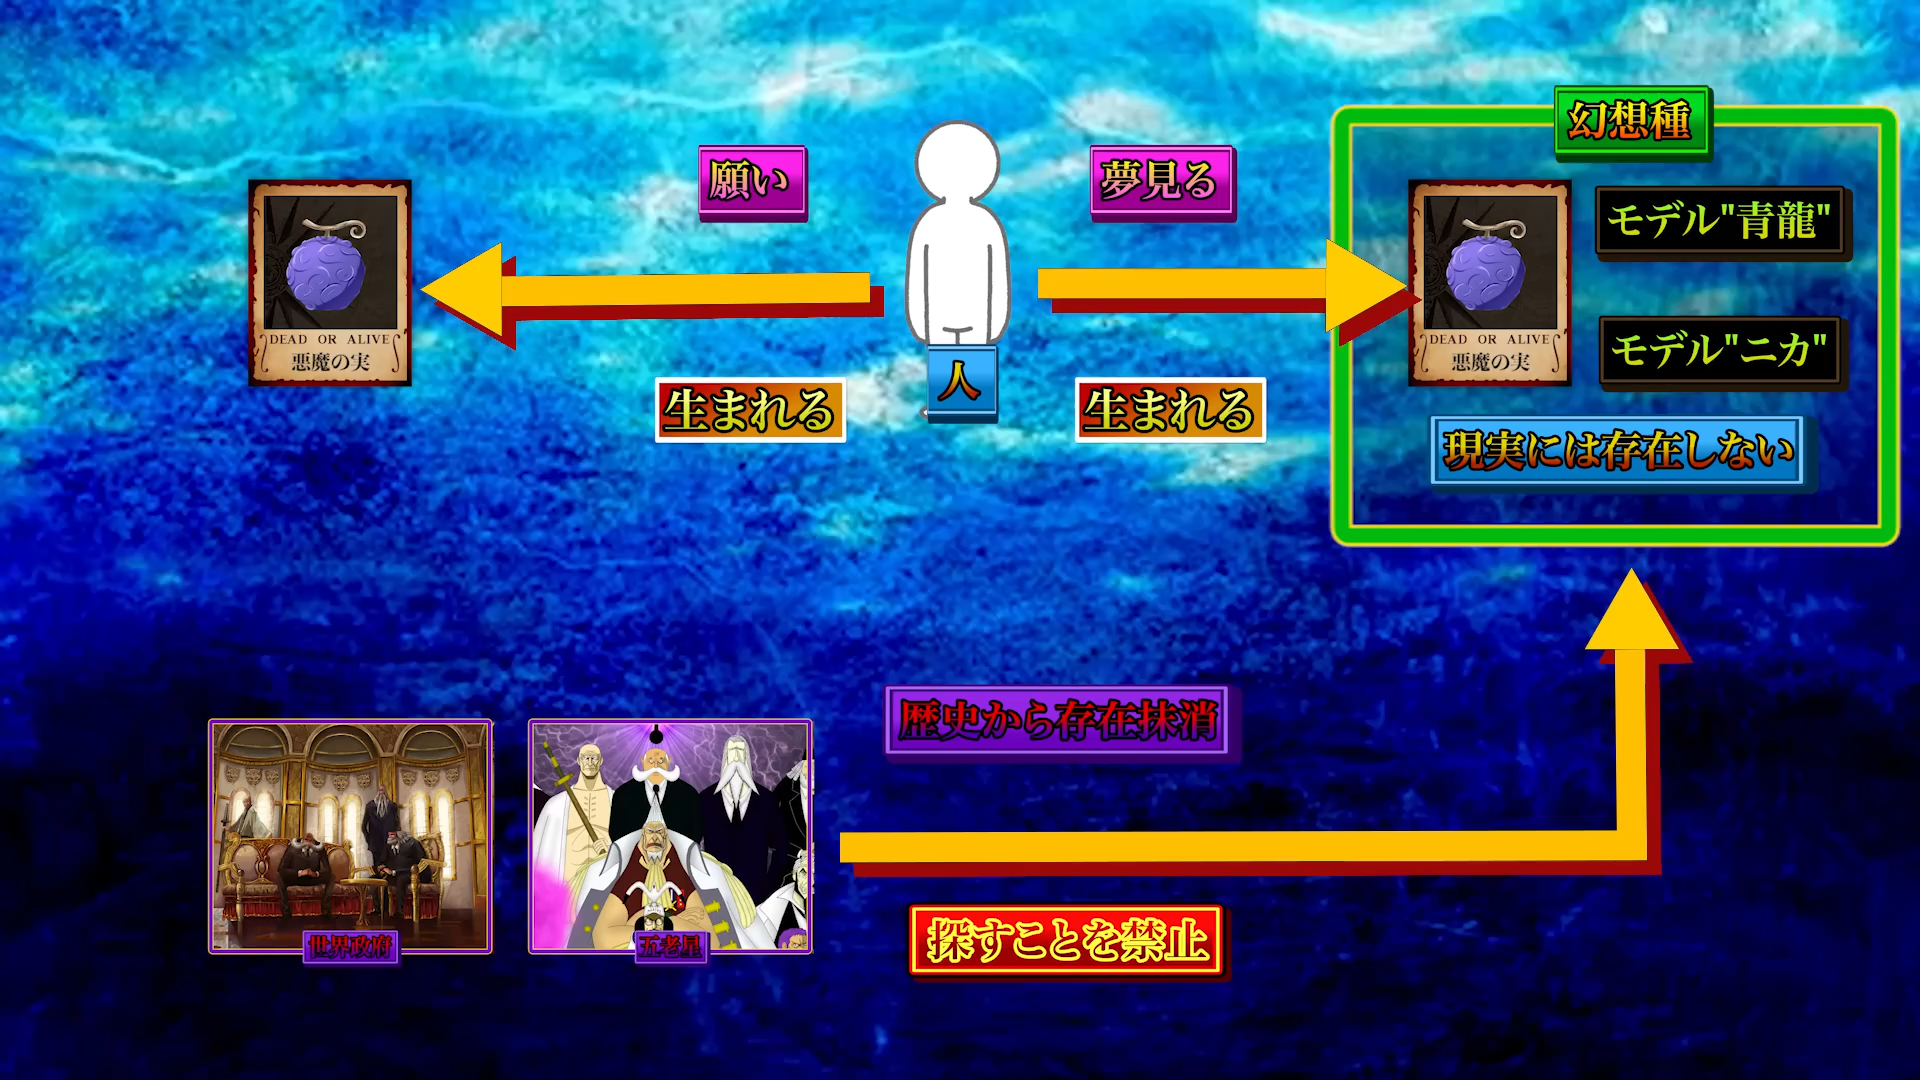 幻想種
願い
夢見る
モデル"青龍"
DEAD OR ALIVE
悪魔の実
DEAD OR ALIVE
悪魔の実
モデル"ニカ"
人
生まれる
生まれる
現実には存在しない
歴史から存在抹消
世界政府
五老星
探すことを禁止